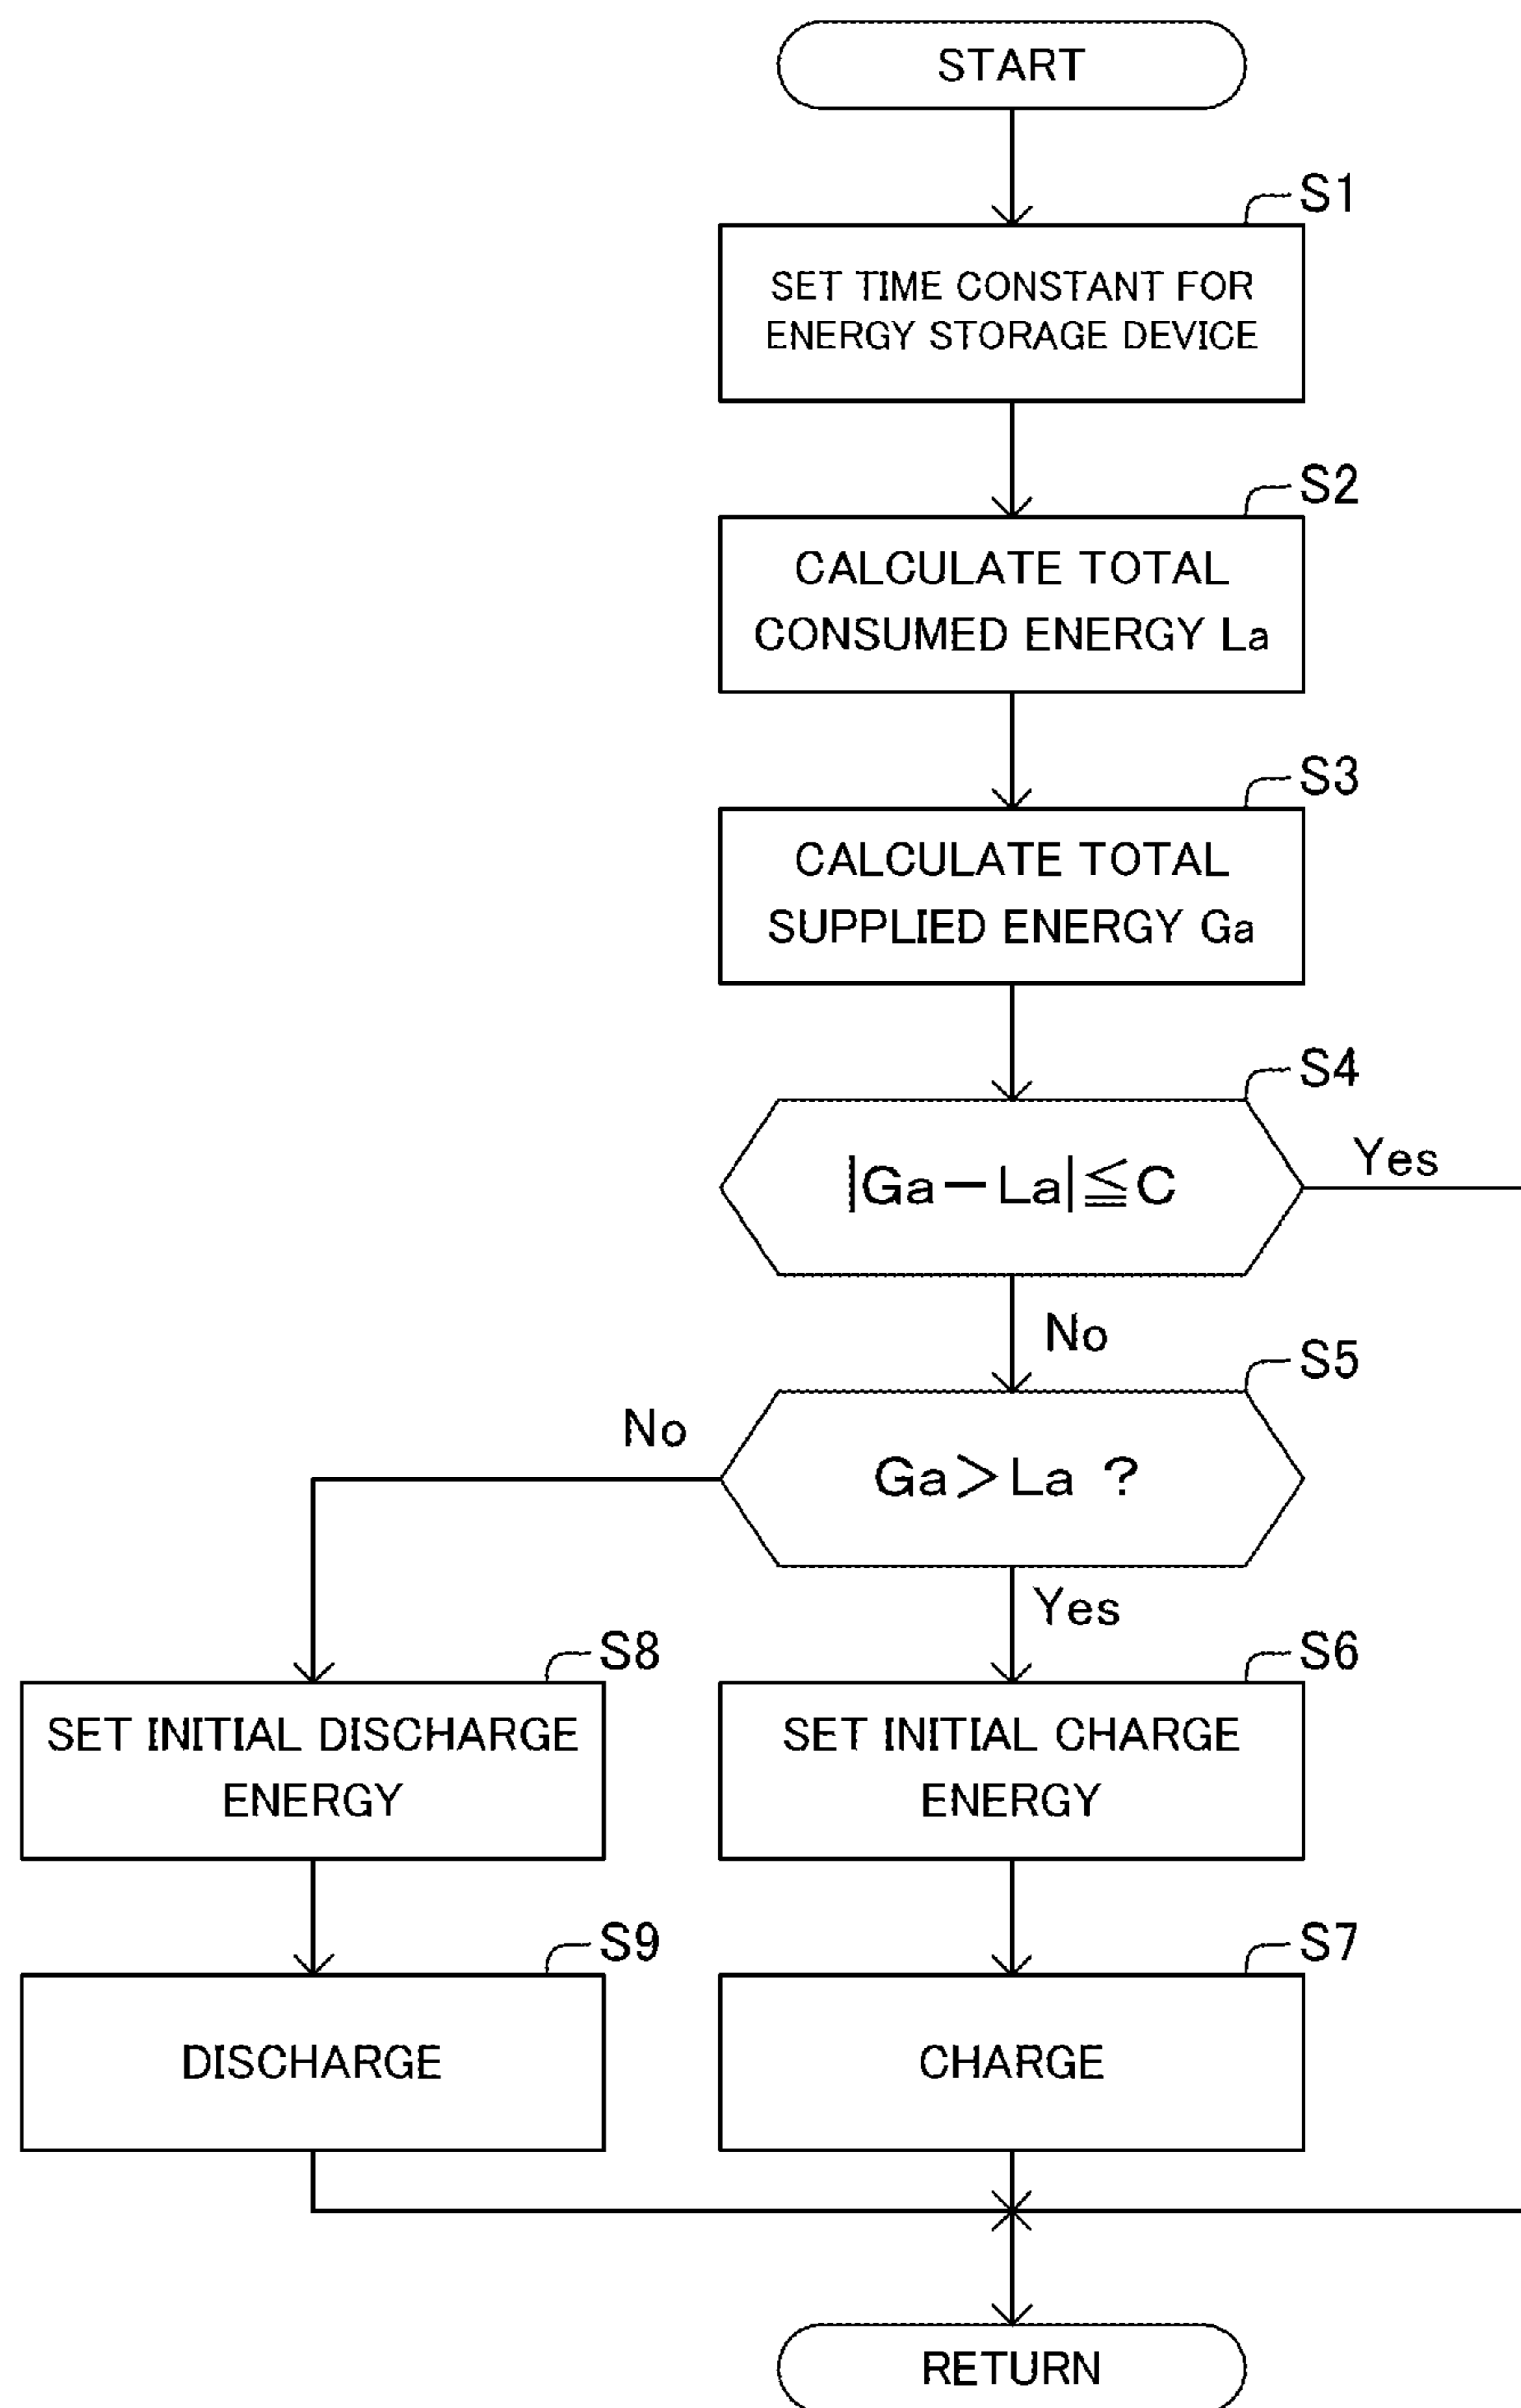 START
S1
SET TIME CONSTANT FOR
ENERGY STORAGE DEVICE
S2
CALCULATE TOTAL
CONSUMED ENERGY La
S3
CALCULATE TOTAL
SUPPLIED ENERGY Ga
S4
|Ga－La|≦C
Yes
No
S5
Ga＞La ?
No
Yes
S8
SET INITIAL DISCHARGE
ENERGY
S6
SET INITIAL CHARGE
ENERGY
S9
DISCHARGE
S7
CHARGE
RETURN